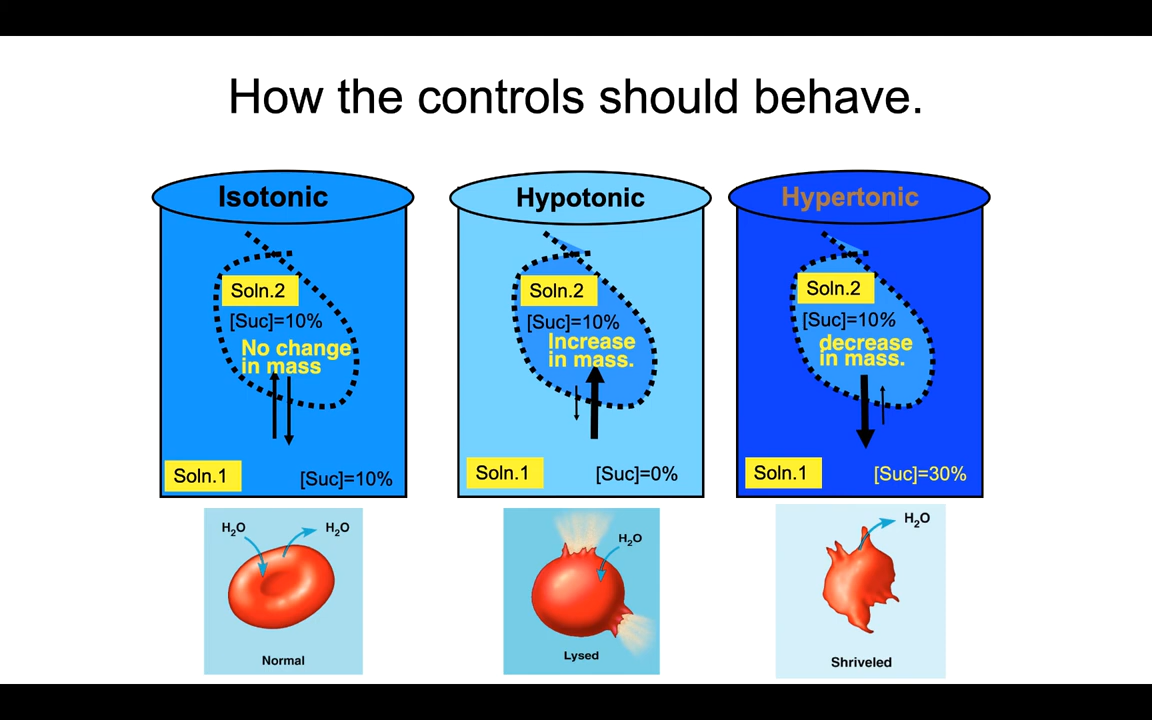 How the controls should behave.
Isotonic
Soln.2
[Suc]=10%
No change
in mass
Soln.1
[Suc]=10%
Hypotonic
Soln.2
[Suc]=10%
Increase
in mass.
Soln.1
[Suc]=0%
Hypertonic
Soln.2
[Suc]=10%
decrease
in mass.
Soln.1
[Suc]=30%
H₂O
H₂O
Normal
H₂O
Lysed
H₂O
Shriveled